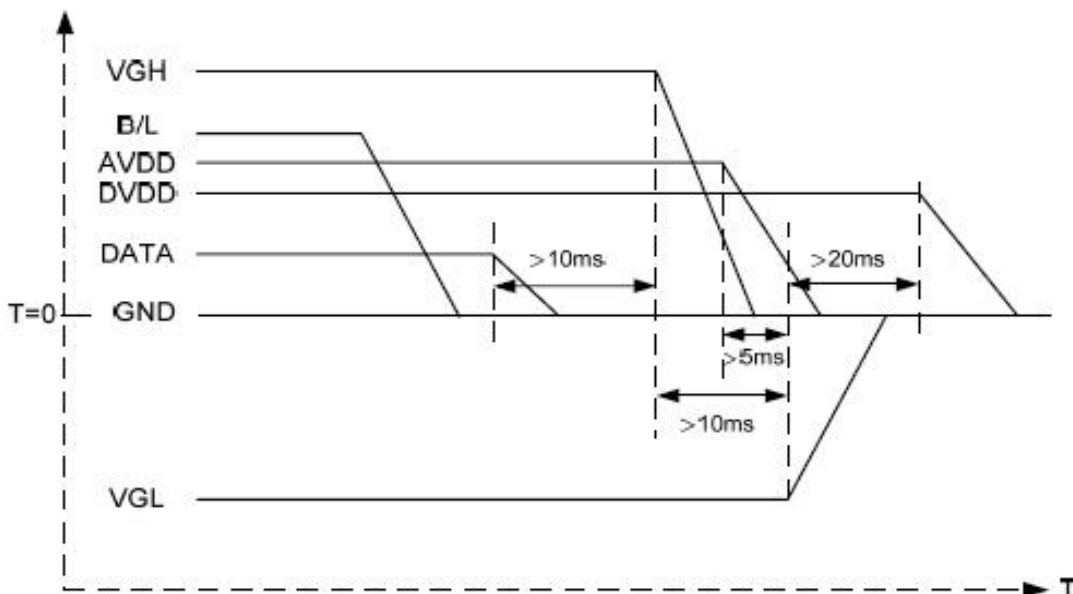 VGH
B/L
AVDD
DVDD
DATA
>10ms
>20ms
T=0
GND
>5ms
>10ms
VGL
T